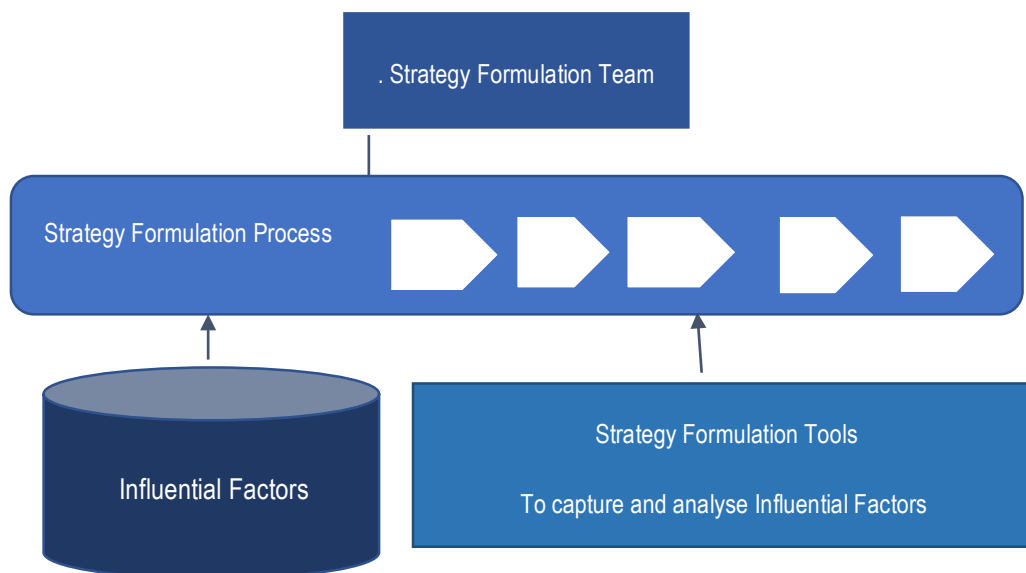 . Strategy Formulation Team
Strategy Formulation Process
Influential Factors
Strategy Formulation Tools
To capture and analyse Influential Factors